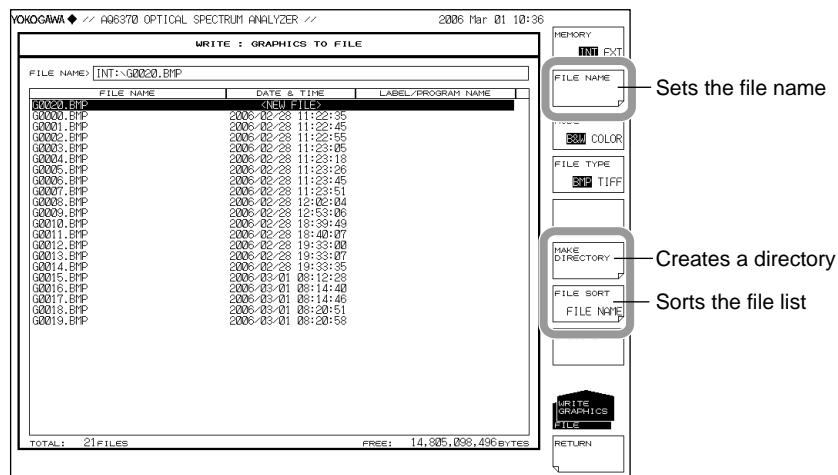 YOKOGAWA ◆ // AQ6370 OPTICAL SPECTRUM ANALYZER // 2006 Mar 01 10:36
WRITE : GRAPHICS TO FILE
FILE NAME> INT:\G0020.BMP
FILE NAME DATE & TIME LABEL/PROGRAM NAME
G0020.BMP <NEW FILE>
G0000.BMP 2006/02/28 11:22:35
G0001.BMP 2006/02/28 11:22:45
G0002.BMP 2006/02/28 11:22:55
G0003.BMP 2006/02/28 11:23:05
G0004.BMP 2006/02/28 11:23:18
G0005.BMP 2006/02/28 11:23:26
G0006.BMP 2006/02/28 11:23:45
G0007.BMP 2006/02/28 11:23:51
G0008.BMP 2006/02/28 12:02:04
G0009.BMP 2006/02/28 12:53:06
G0010.BMP 2006/02/28 18:39:49
G0011.BMP 2006/02/28 18:40:07
G0012.BMP 2006/02/28 19:33:00
G0013.BMP 2006/02/28 19:33:07
G0014.BMP 2006/02/28 19:33:35
G0015.BMP 2006/03/01 08:12:28
G0016.BMP 2006/03/01 08:14:40
G0017.BMP 2006/03/01 08:14:46
G0018.BMP 2006/03/01 08:20:51
G0019.BMP 2006/03/01 08:20:58
TOTAL: 21FILES FREE: 14,805,098,496BYTES
MEMORY
INT EXT
FILE NAME
Sets the file name
B&W COLOR
FILE TYPE
BMP TIFF
MAKE
DIRECTORY
Creates a directory
FILE SORT
FILE NAME
Sorts the file list
WRITE
GRAPHICS
FILE
RETURN